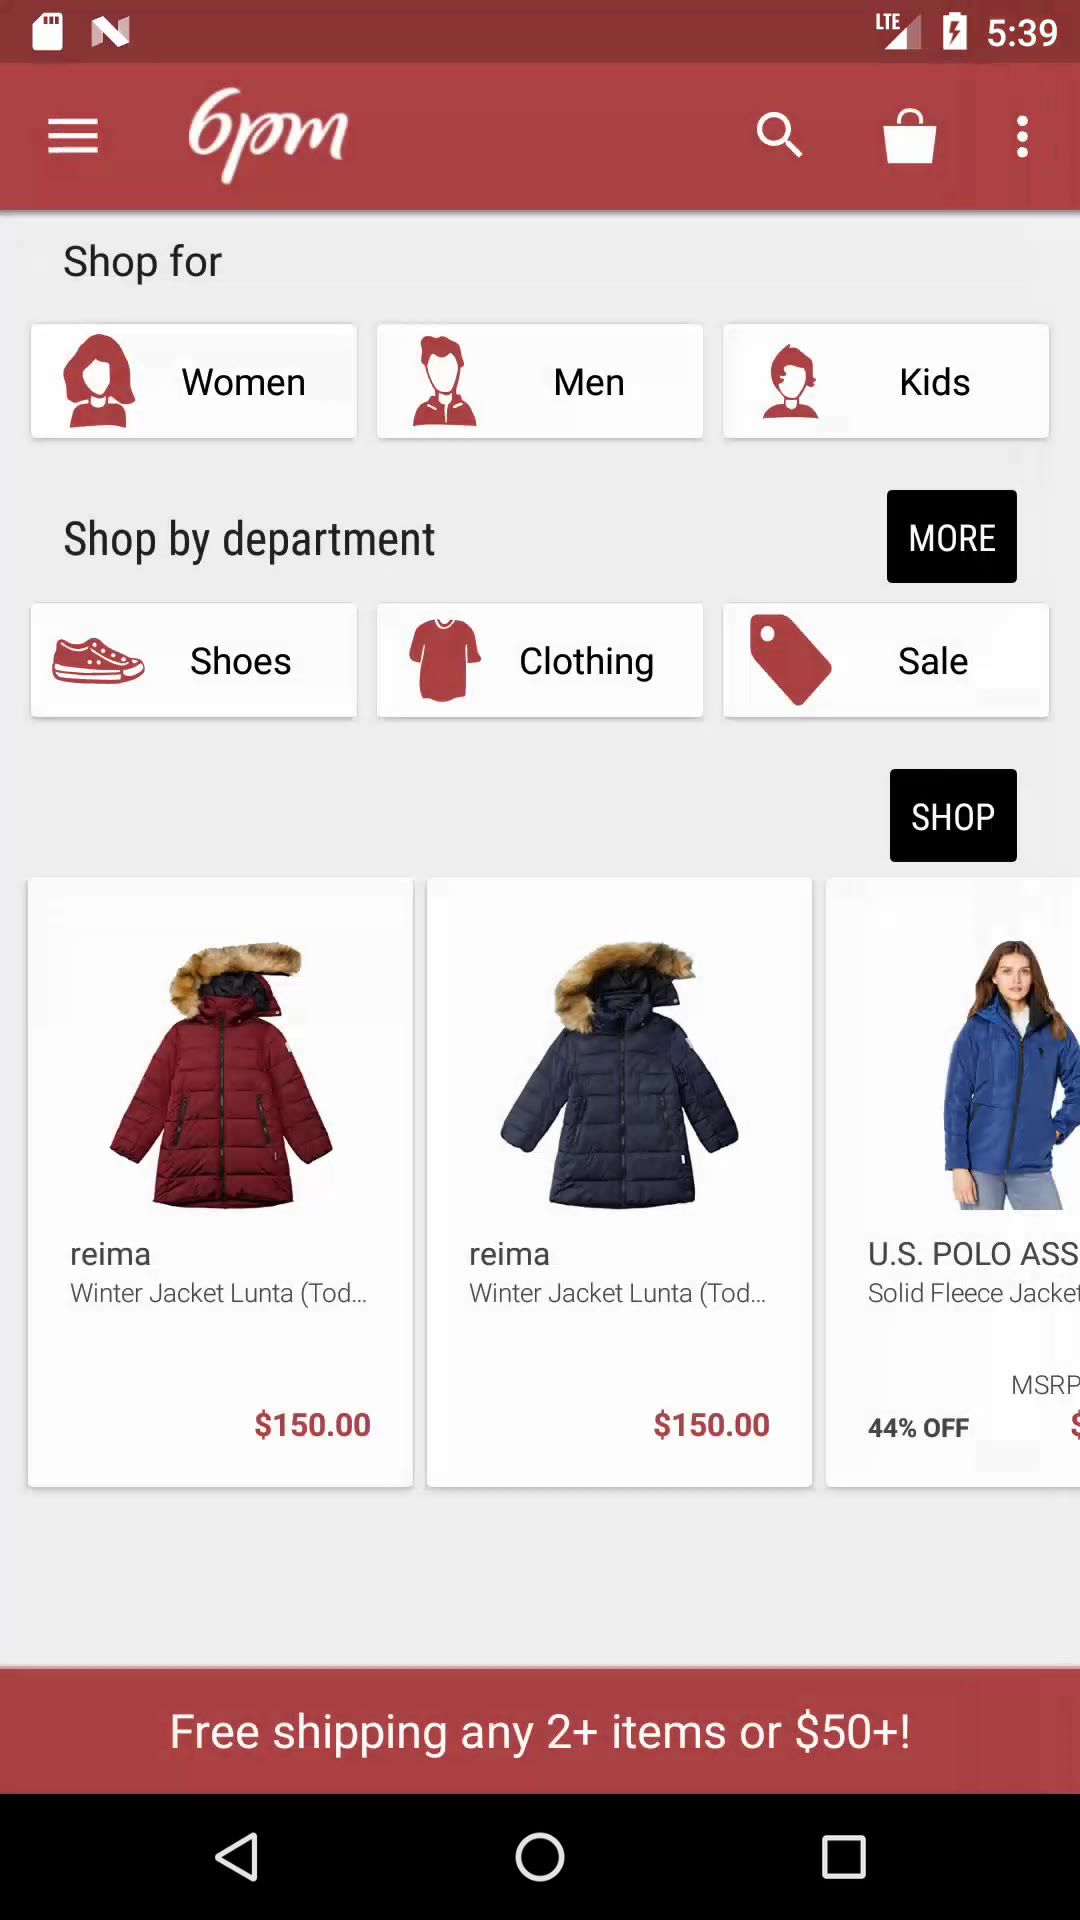 LTE 5:39
6pm
Shop for
Women Men Kids
Shop by department MORE
Shoes Clothing Sale
SHOP
reima reima U.S. POLO ASS
Winter Jacket Lunta (Tod... Winter Jacket Lunta (Tod... Solid Fleece Jacket
MSRP
$150.00 $150.00 44% OFF $
Free shipping any 2+ items or $50+!